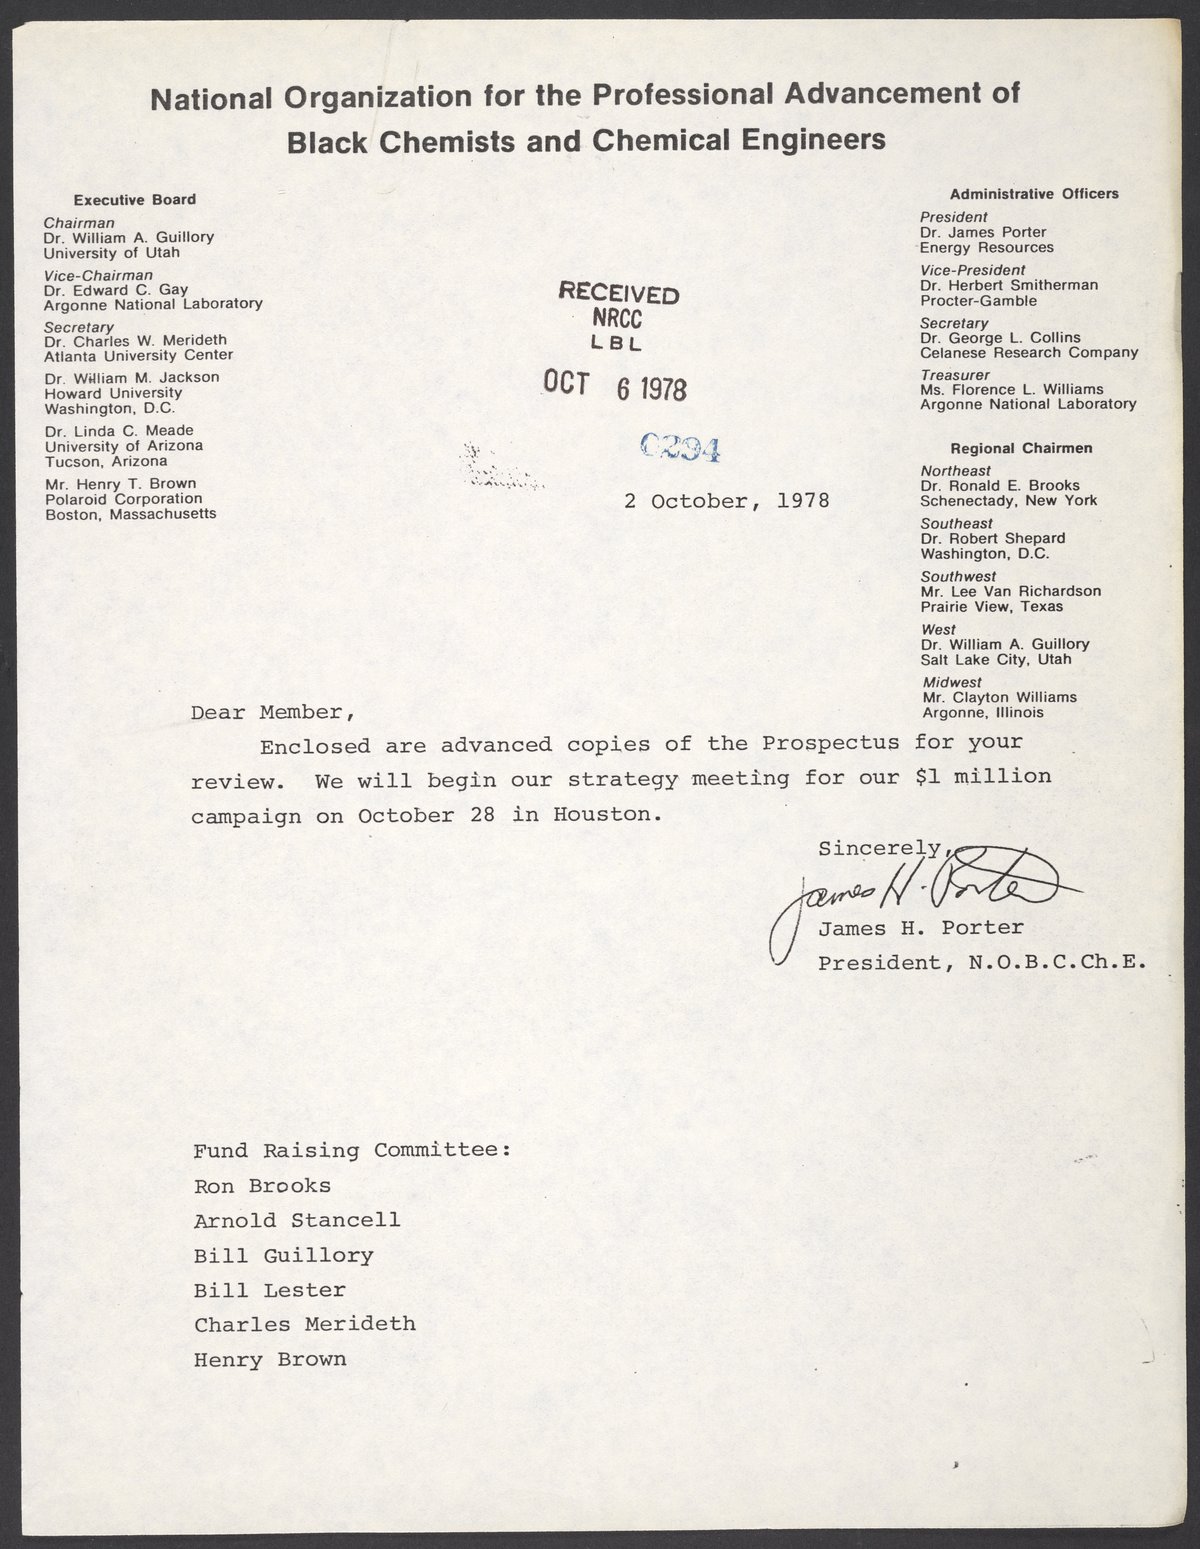 National Organization for the Professional Advancement of
Black Chemists and Chemical Engineers
Executive Board
Chairman
Dr. William A. Guillory
University of Utah
Vice-Chairman
Dr. Edward C. Gay
Argonne National Laboratory
Secretary
Dr. Charles W. Merideth
Atlanta University Center
Dr. William M. Jackson
Howard University
Washington, D.C.
Dr. Linda C. Meade
University of Arizona
Tucson, Arizona
Mr. Henry T. Brown
Polaroid Corporation
Boston, Massachusetts
RECEIVED
NRCC
LBL
OCT 6 1978
0294
2 October, 1978
Administrative Officers
President
Dr. James Porter
Energy Resources
Vice-President
Dr. Herbert Smitherman
Procter-Gamble
Secretary
Dr. George L. Collins
Celanese Research Company
Treasurer
Ms. Florence L. Williams
Argonne National Laboratory
Regional Chairmen
Northeast
Dr. Ronald E. Brooks
Schenectady, New York
Southeast
Dr. Robert Shepard
Washington, D.C.
Southwest
Mr. Lee Van Richardson
Prairie View, Texas
West
Dr. William A. Guillory
Salt Lake City, Utah
Midwest
Mr. Clayton Williams
Argonne, Illinois
Dear Member,
Enclosed are advanced copies of the Prospectus for your
review. We will begin our strategy meeting for our $1 million
campaign on October 28 in Houston.
Sincerely,
James H. Porter
James H. Porter
President, N.O.B.C.Ch.E.
Fund Raising Committee:
Ron Brooks
Arnold Stancell
Bill Guillory
Bill Lester
Charles Merideth
Henry Brown